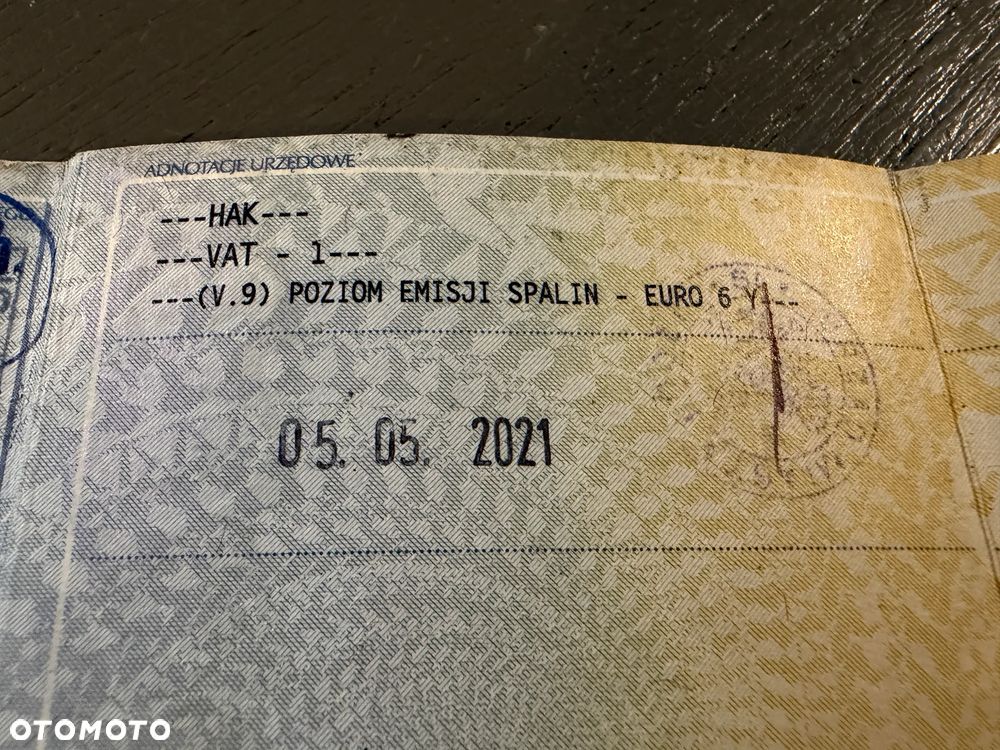 ADNOTACJE URZĘDOWE
---HAK---
---VAT - 1---
---(V.9) POZIOM EMISJI SPALIN - EURO 6 Y---
05. 05. 2021
OTOMOTO